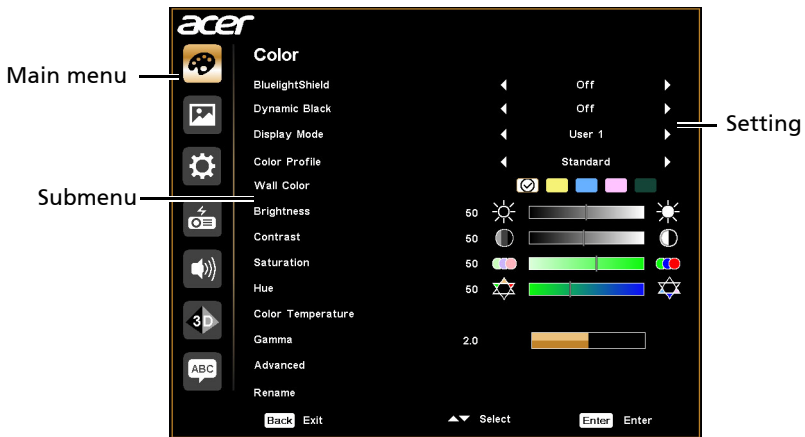 acer
Color
Main menu
BluelightShield Off
Dynamic Black Off
Setting
Display Mode User 1
Color Profile Standard
Wall Color
Submenu
Brightness 50
Contrast 50
Saturation 50
Hue 50
Color Temperature
3D
Gamma 2.0
Advanced
ABC
Rename
Back Exit Select Enter Enter